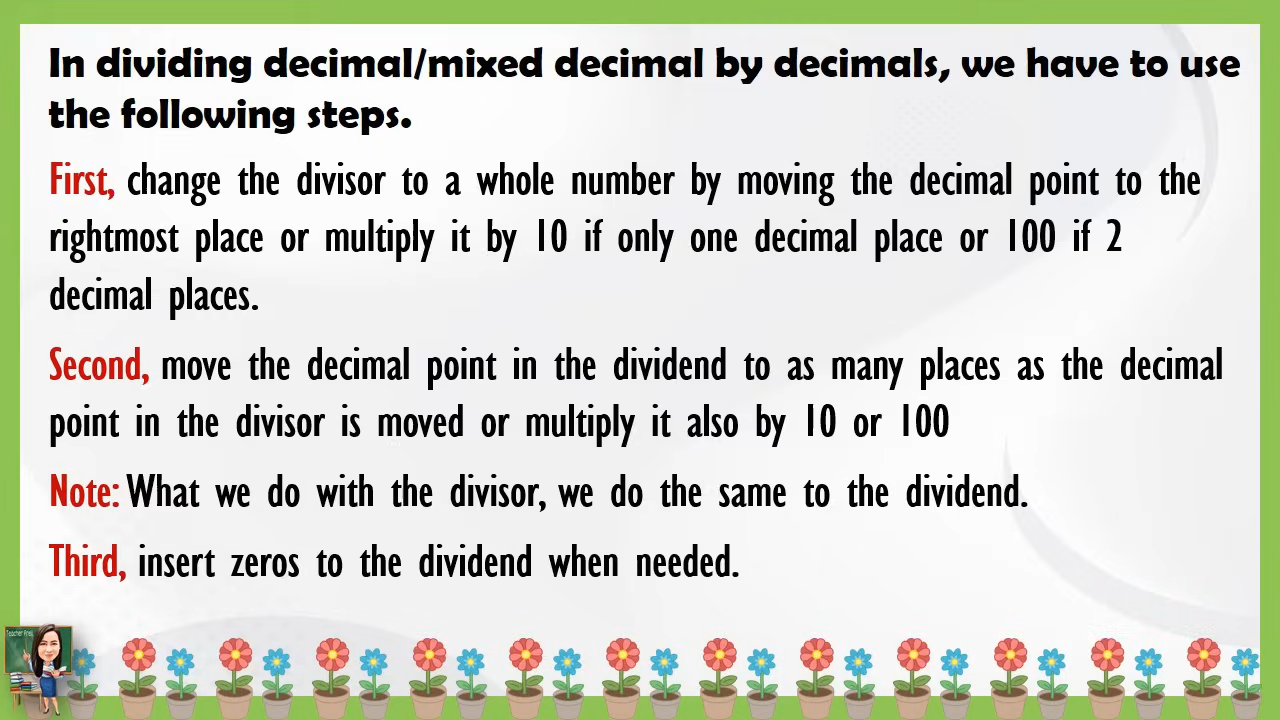 In dividing decimal/mixed decimal by decimals, we have to use
the following steps.
First, change the divisor to a whole number by moving the decimal point to the
rightmost place or multiply it by 10 if only one decimal place or 100 if 2
decimal places.
Second, move the decimal point in the dividend to as many places as the decimal
point in the divisor is moved or multiply it also by 10 or 100
Note: What we do with the divisor, we do the same to the dividend.
Third, insert zeros to the dividend when needed.